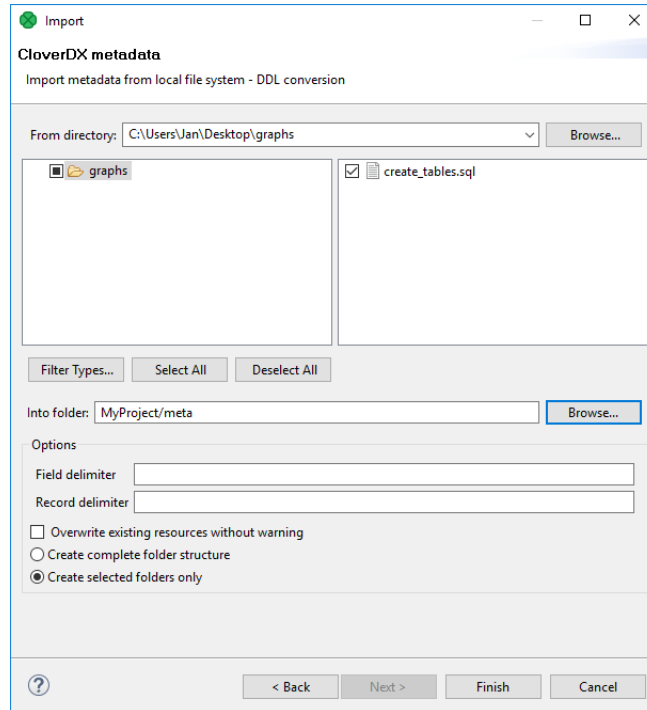 Import
CloverDX metadata
Import metadata from local file system - DDL conversion
From directory: C:\Users\Jan\Desktop\graphs Browse...
graphs
create_tables.sql
Filter Types... Select All Deselect All
Into folder: MyProject/meta Browse...
Options
Field delimiter
Record delimiter
Overwrite existing resources without warning
Create complete folder structure
Create selected folders only
? < Back Next > Finish Cancel